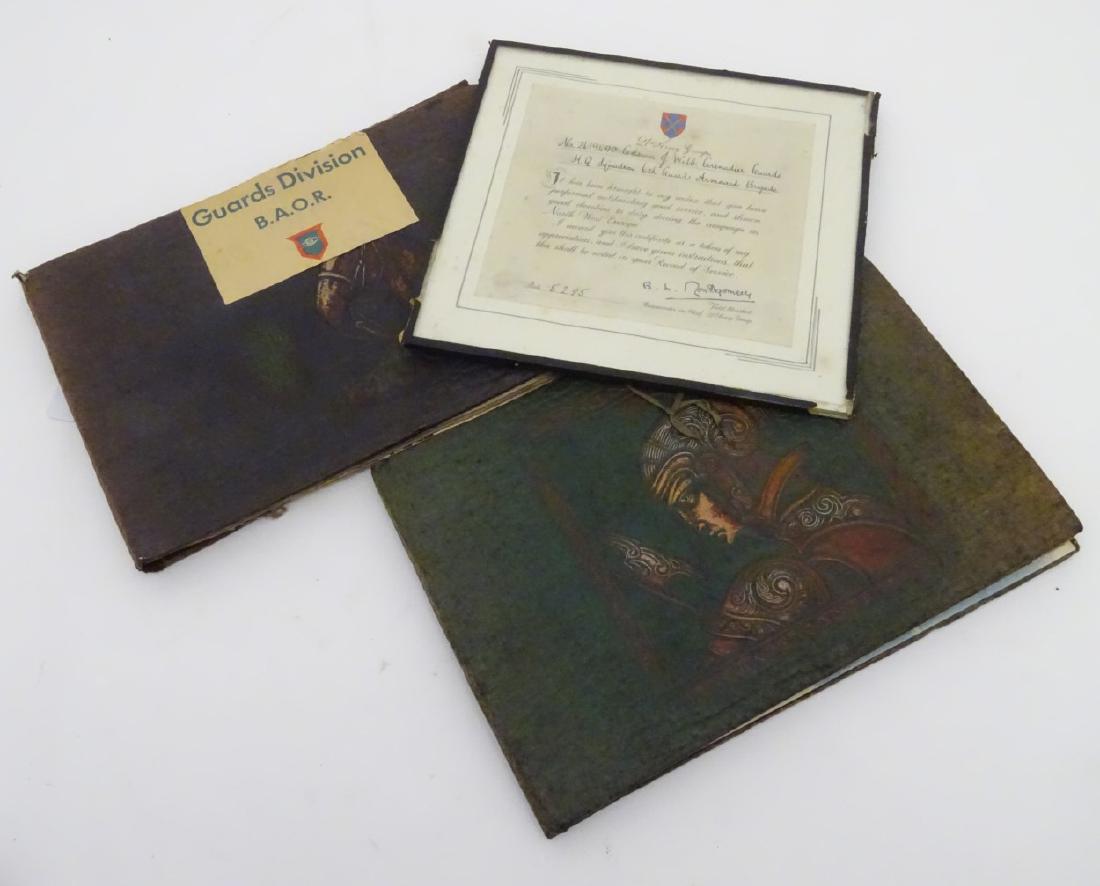 Guards Division
B.A.O.R.
21 Army Group
No. Gdsm J Webb, Grenadier Guards
H Q Squadron 6th Guards Armoured Brigade
It has been brought to my notice that you have
performed outstanding good service, and shown
great devotion to duty, during the campaign in
North West Europe.
I award you this certificate as a token of my
appreciation, and I have given instructions that
this shall be noted in your Record of Service.
B. L. Montgomery
Date 5.2.45
Field Marshal
Commander in Chief, 21st Army Group